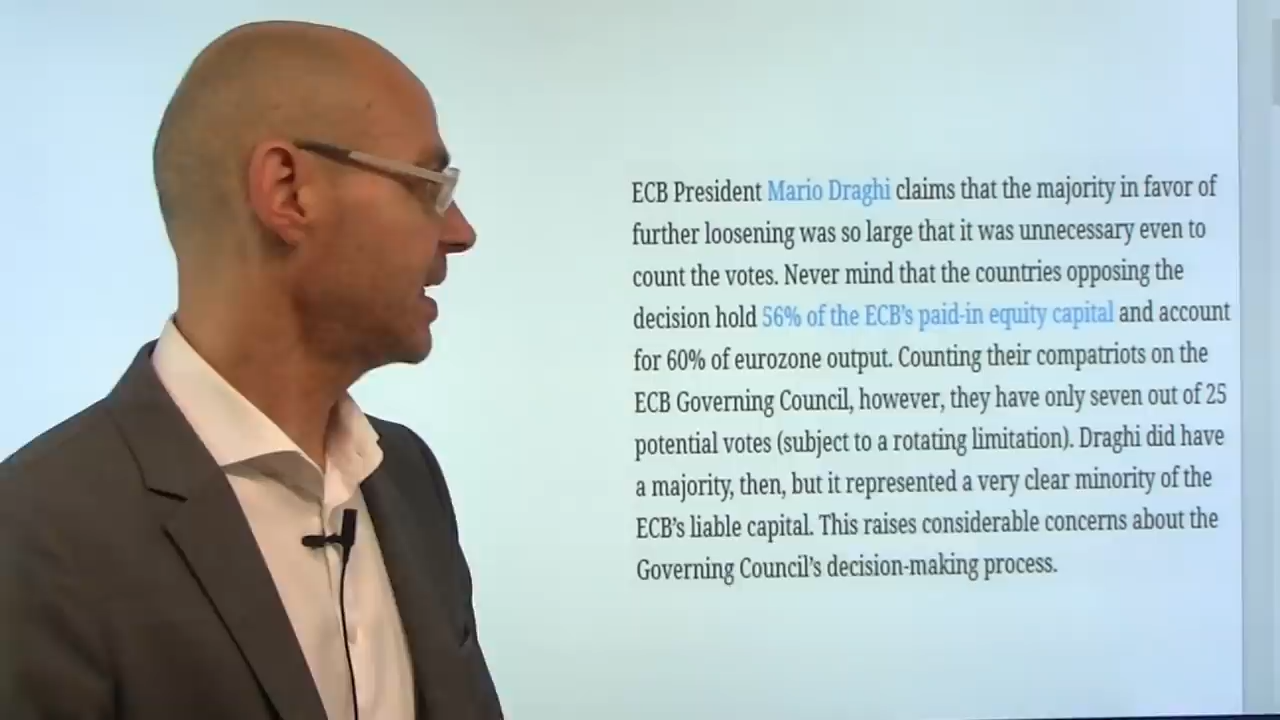 ECB President Mario Draghi claims that the majority in favor of
further loosening was so large that it was unnecessary even to
count the votes. Never mind that the countries opposing the
decision hold 56% of the ECB's paid-in equity capital and account
for 60% of eurozone output. Counting their compatriots on the
ECB Governing Council, however, they have only seven out of 25
potential votes (subject to a rotating limitation). Draghi did have
a majority, then, but it represented a very clear minority of the
ECB's liable capital. This raises considerable concerns about the
Governing Council's decision-making process.